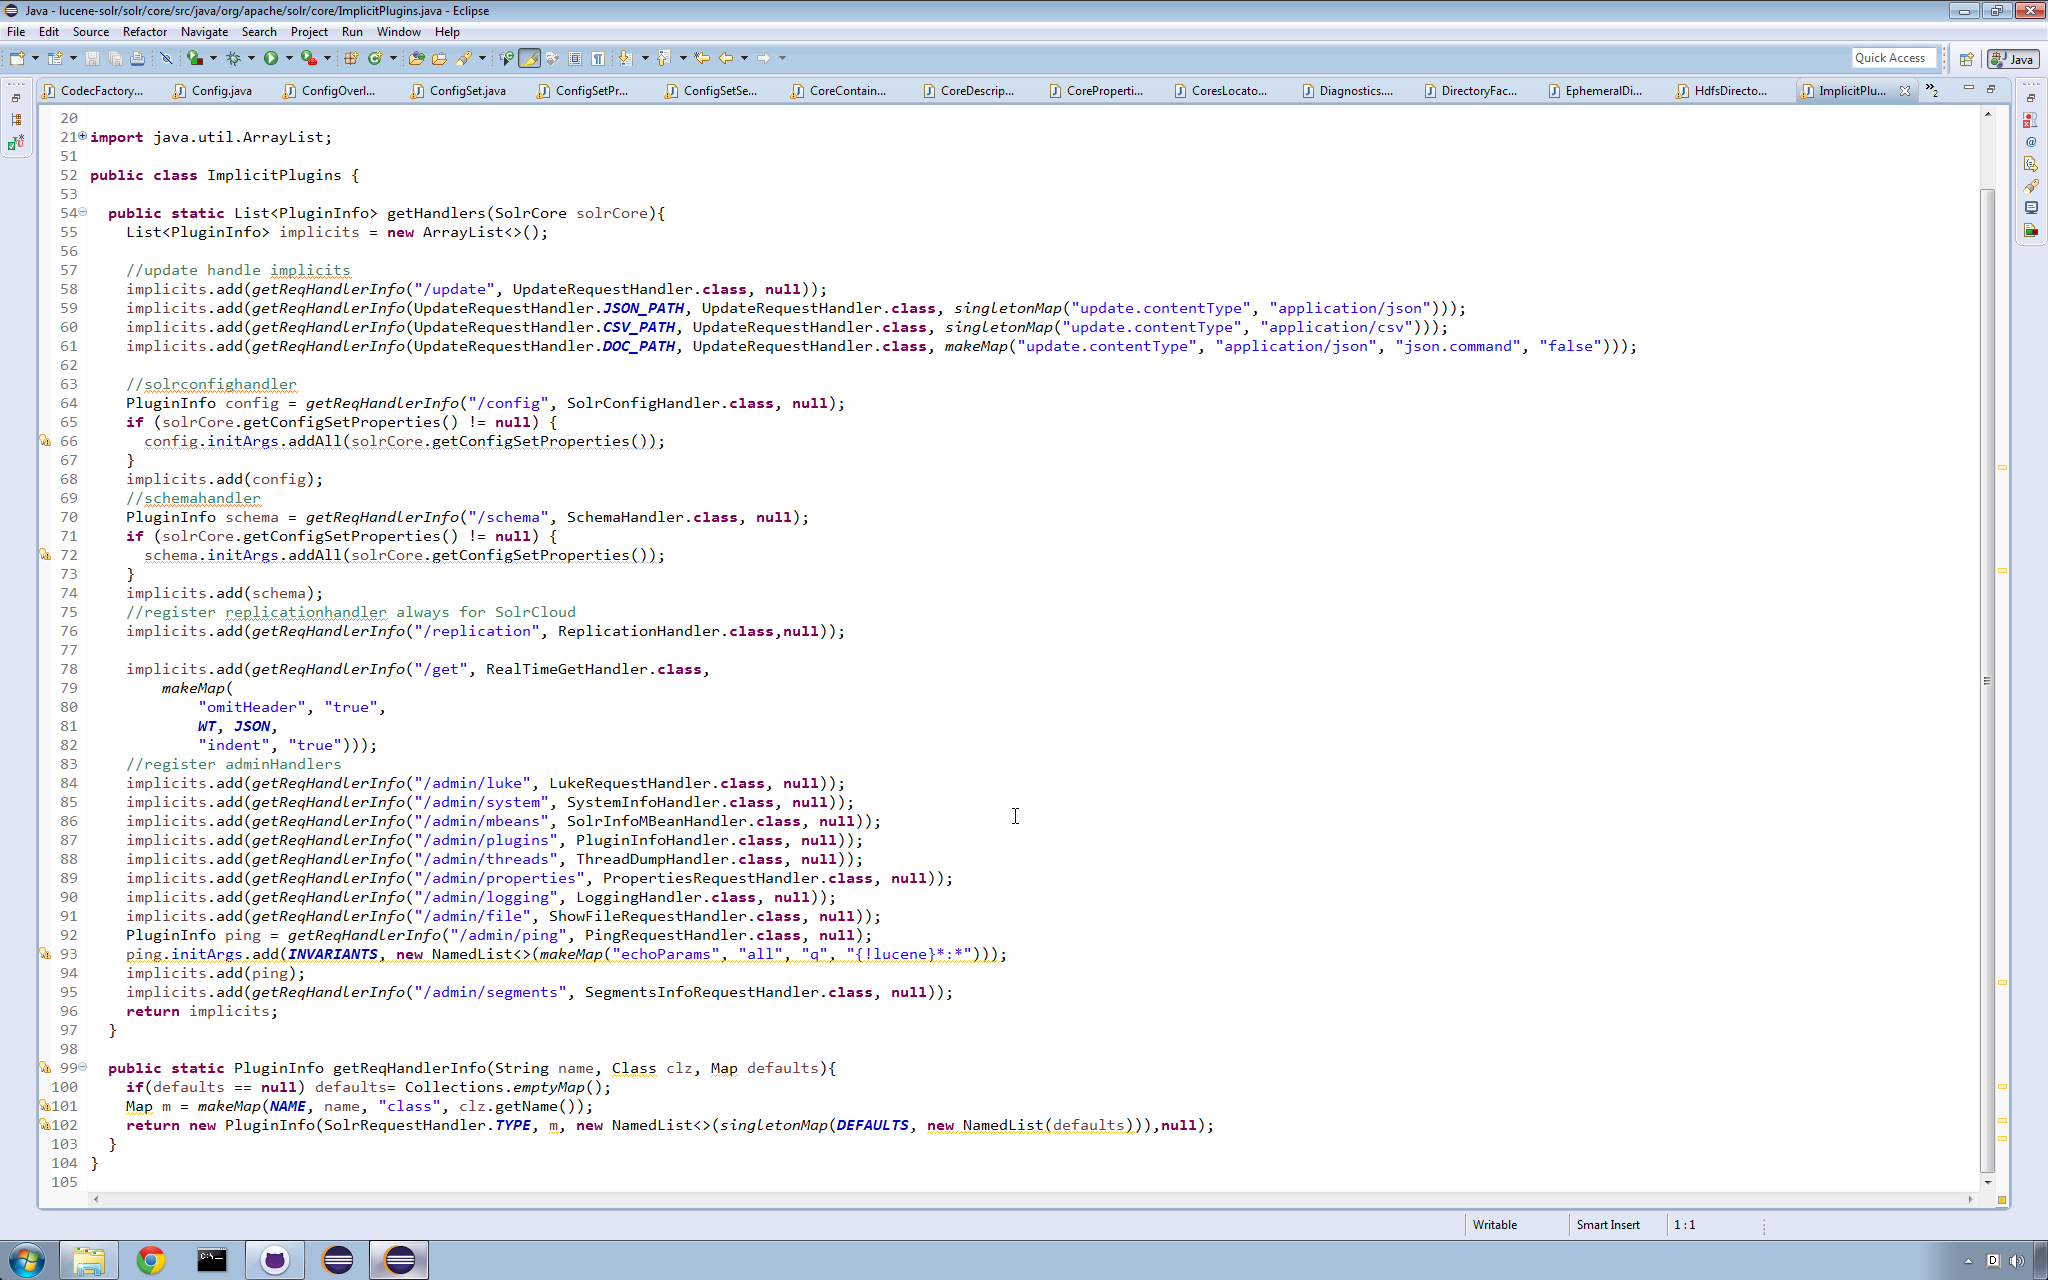 Java - lucene-solr/solr/core/src/java/org/apache/solr/core/ImplicitPlugins.java - Eclipse
File Edit Source Refactor Navigate Search Project Run Window Help
Quick Access Java
CodecFactory... Config.java ConfigOverl... ConfigSet.java ConfigSetPr... ConfigSetSe... CoreContain... CoreDescrip... CoreProperti... CoresLocato... Diagnostics.... DirectoryFac... EphemeralDi... HdfsDirecto... ImplicitPlu... »2
20
21 import java.util.ArrayList;
51
52 public class ImplicitPlugins {
53
54 public static List<PluginInfo> getHandlers(SolrCore solrCore){
55 List<PluginInfo> implicits = new ArrayList<>();
56
57 //update handle implicits
58 implicits.add(getReqHandlerInfo("/update", UpdateRequestHandler.class, null));
59 implicits.add(getReqHandlerInfo(UpdateRequestHandler.JSON_PATH, UpdateRequestHandler.class, singletonMap("update.contentType", "application/json")));
60 implicits.add(getReqHandlerInfo(UpdateRequestHandler.CSV_PATH, UpdateRequestHandler.class, singletonMap("update.contentType", "application/csv")));
61 implicits.add(getReqHandlerInfo(UpdateRequestHandler.DOC_PATH, UpdateRequestHandler.class, makeMap("update.contentType", "application/json", "json.command", "false")));
62
63 //solrconfighandler
64 PluginInfo config = getReqHandlerInfo("/config", SolrConfigHandler.class, null);
65 if (solrCore.getConfigSetProperties() != null) {
66 config.initArgs.addAll(solrCore.getConfigSetProperties());
67 }
68 implicits.add(config);
69 //schemahandler
70 PluginInfo schema = getReqHandlerInfo("/schema", SchemaHandler.class, null);
71 if (solrCore.getConfigSetProperties() != null) {
72 schema.initArgs.addAll(solrCore.getConfigSetProperties());
73 }
74 implicits.add(schema);
75 //register replicationhandler always for SolrCloud
76 implicits.add(getReqHandlerInfo("/replication", ReplicationHandler.class,null));
77
78 implicits.add(getReqHandlerInfo("/get", RealTimeGetHandler.class,
79 makeMap(
80 "omitHeader", "true",
81 WT, JSON,
82 "indent", "true")));
83 //register adminHandlers
84 implicits.add(getReqHandlerInfo("/admin/luke", LukeRequestHandler.class, null));
85 implicits.add(getReqHandlerInfo("/admin/system", SystemInfoHandler.class, null));
86 implicits.add(getReqHandlerInfo("/admin/mbeans", SolrInfoMBeanHandler.class, null));
87 implicits.add(getReqHandlerInfo("/admin/plugins", PluginInfoHandler.class, null));
88 implicits.add(getReqHandlerInfo("/admin/threads", ThreadDumpHandler.class, null));
89 implicits.add(getReqHandlerInfo("/admin/properties", PropertiesRequestHandler.class, null));
90 implicits.add(getReqHandlerInfo("/admin/logging", LoggingHandler.class, null));
91 implicits.add(getReqHandlerInfo("/admin/file", ShowFileRequestHandler.class, null));
92 PluginInfo ping = getReqHandlerInfo("/admin/ping", PingRequestHandler.class, null);
93 ping.initArgs.add(INVARIANTS, new NamedList<>(makeMap("echoParams", "all", "q", "{!lucene}*:*")));
94 implicits.add(ping);
95 implicits.add(getReqHandlerInfo("/admin/segments", SegmentsInfoRequestHandler.class, null));
96 return implicits;
97 }
98
99 public static PluginInfo getReqHandlerInfo(String name, Class clz, Map defaults){
100 if(defaults == null) defaults= Collections.emptyMap();
101 Map m = makeMap(NAME, name, "class", clz.getName());
102 return new PluginInfo(SolrRequestHandler.TYPE, m, new NamedList<>(singletonMap(DEFAULTS, new NamedList(defaults))),null);
103 }
104 }
105
Writable Smart Insert 1 : 1